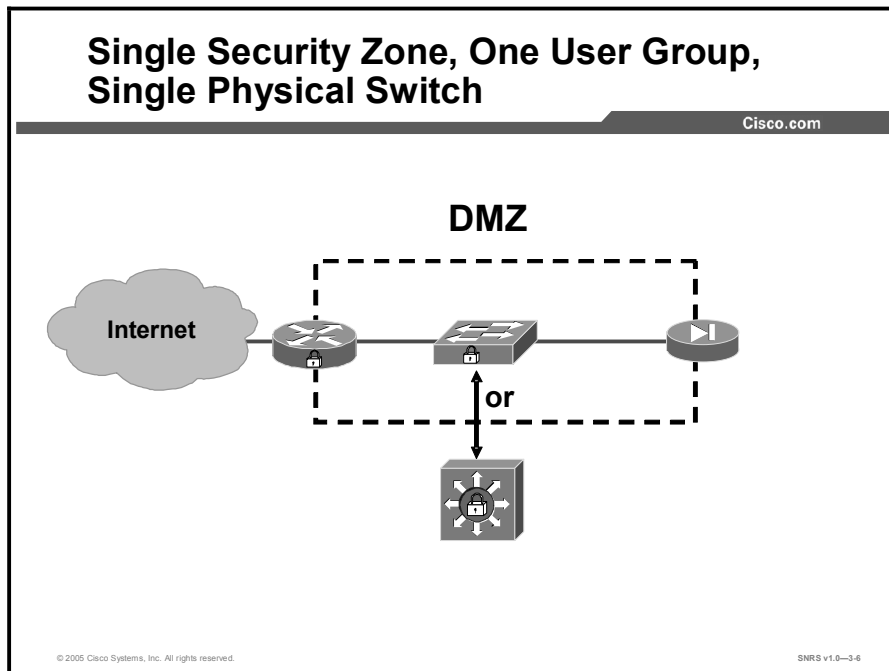 Single Security Zone, One User Group,
Single Physical Switch
Cisco.com
DMZ
Internet
or
© 2005 Cisco Systems, Inc. All rights reserved.
SNRS v1.0—3-6